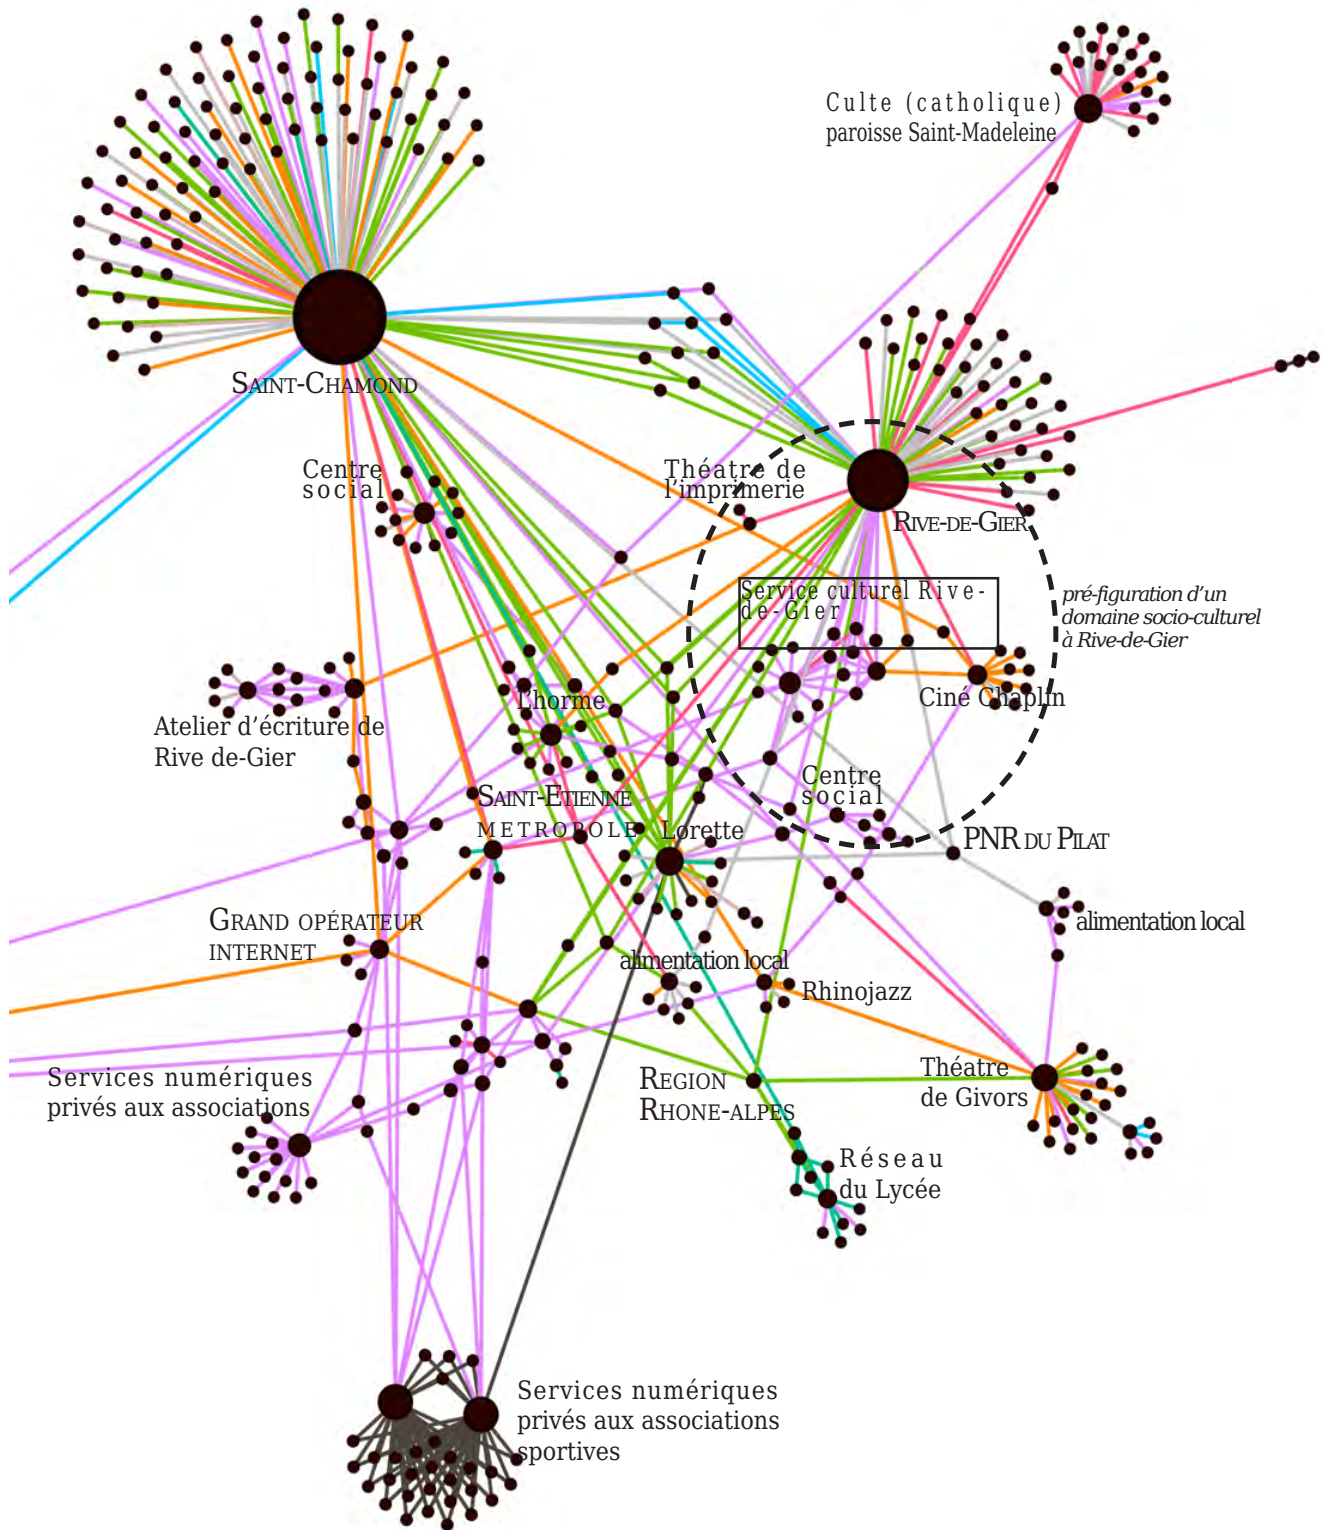 Culte (catholique)
paroisse Saint-Madeleine
SAINT-CHAMOND
Centre
social
Théatre de
l'imprimerie
RIVE-DE-GIER
Service culturel Rive-
de-Gier
pré-figuration d'un
domaine socio-culturel
à Rive-de-Gier
Ciné Chaplin
L'horme
Atelier d'écriture de
Rive de-Gier
Centre
social
SAINT-ETIENNE
METROPOLE
Lorette
PNR DU PILAT
GRAND OPÉRATEUR
INTERNET
alimentation local
alimentation local
Rhinojazz
Services numériques
privés aux associations
REGION
RHONE-ALPES
Théatre
de Givors
Réseau
du Lycée
Services numériques
privés aux associations
sportives